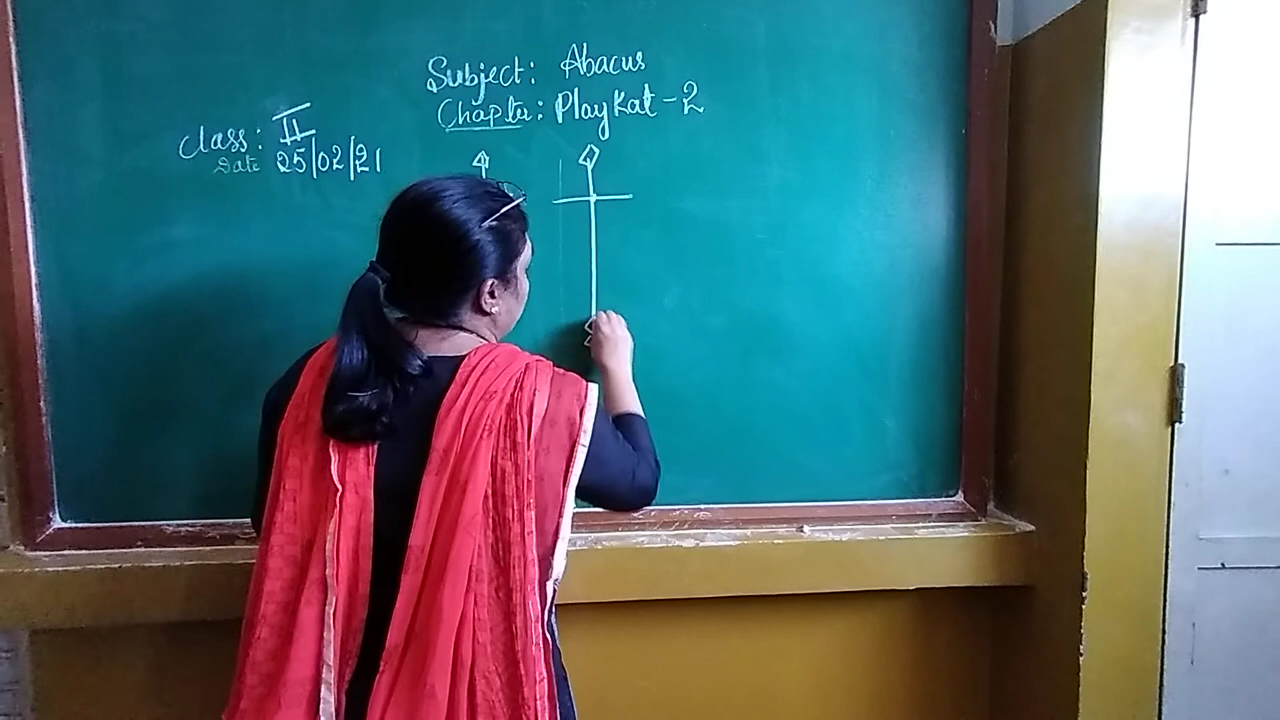 Subject: Abacus
Chapter: PlayKat-2
Class: II
Date 25/02/21